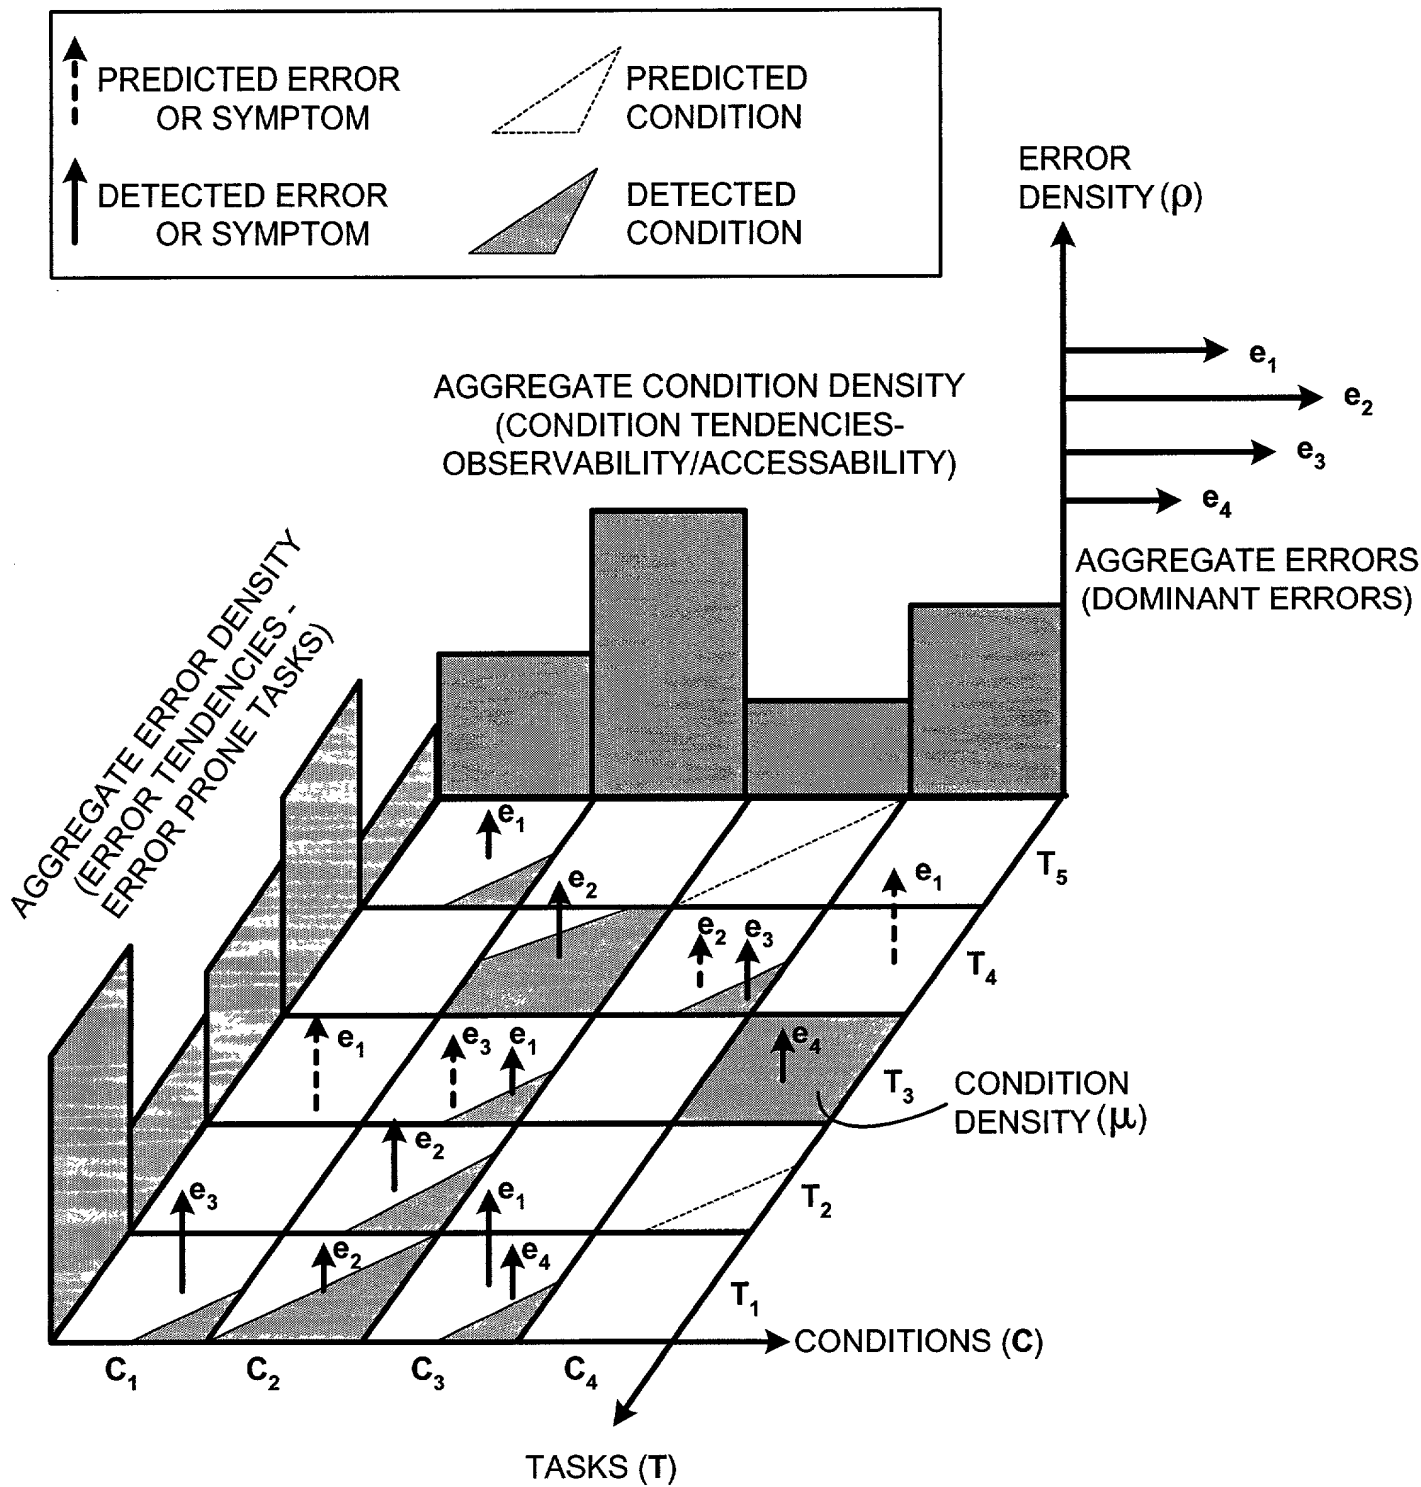 PREDICTED ERROR
OR SYMPTOM
PREDICTED
CONDITION
DETECTED ERROR
OR SYMPTOM
DETECTED
CONDITION
ERROR
DENSITY (ρ)
e1
e2
e3
e4
AGGREGATE ERRORS
(DOMINANT ERRORS)
AGGREGATE CONDITION DENSITY
(CONDITION TENDENCIES-
OBSERVABILITY/ACCESSABILITY)
AGGREGATE ERROR DENSITY
(ERROR TENDENCIES -
ERROR PRONE TASKS)
e1
T5
e2
e1
e2
e3
T4
e1
e3
e1
e4
T3
CONDITION
DENSITY (μ)
e2
e3
e1
T2
e2
e4
T1
CONDITIONS (C)
C1
C2
C3
C4
TASKS (T)